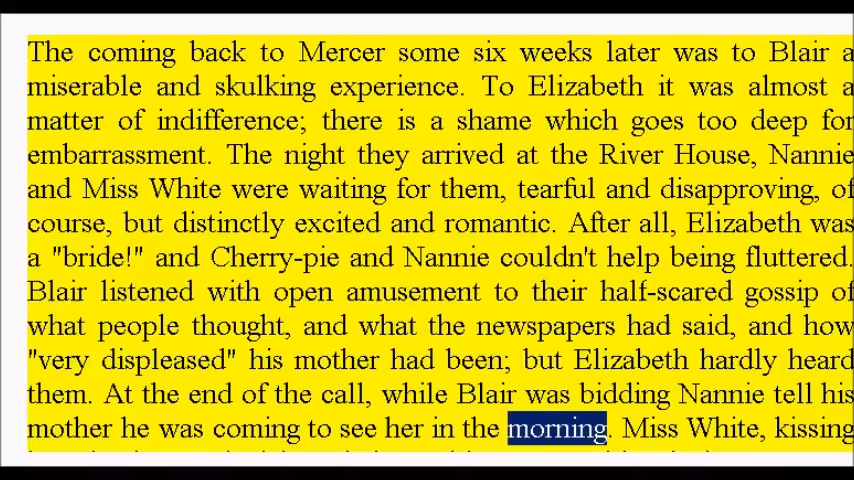 The coming back to Mercer some six weeks later was to Blair a
miserable and skulking experience. To Elizabeth it was almost a
matter of indifference; there is a shame which goes too deep for
embarrassment. The night they arrived at the River House, Nannie
and Miss White were waiting for them, tearful and disapproving, of
course, but distinctly excited and romantic. After all, Elizabeth was
a "bride!" and Cherry-pie and Nannie couldn't help being fluttered.
Blair listened with open amusement to their half-scared gossip of
what people thought, and what the newspapers had said, and how
"very displeased" his mother had been; but Elizabeth hardly heard
them. At the end of the call, while Blair was bidding Nannie tell his
mother he was coming to see her in the morning. Miss White, kissing